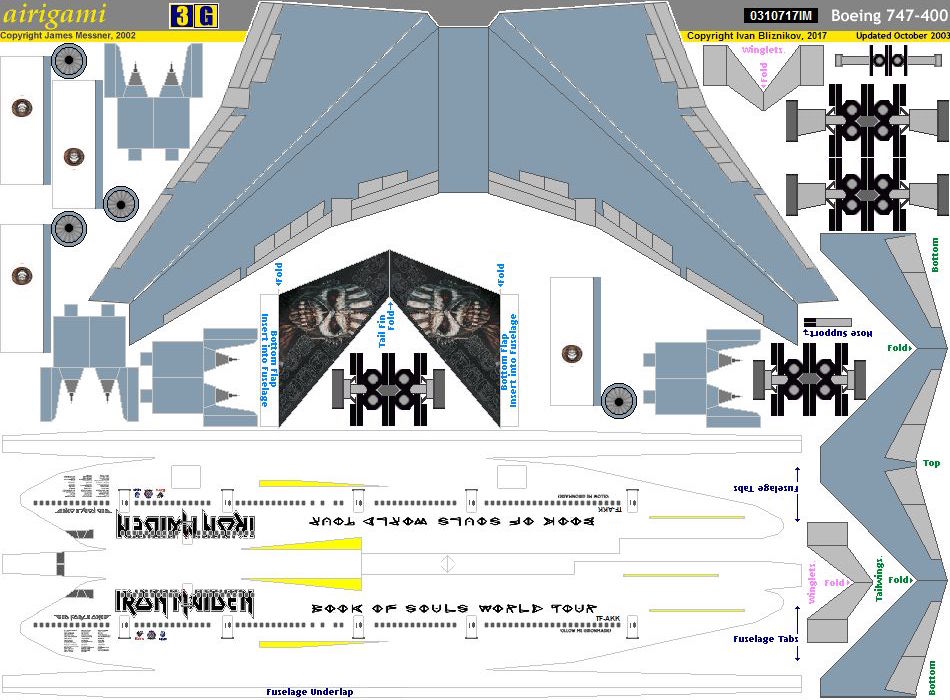 airigami
3G
0310717IM
Boeing 747-400
Copyright James Messner, 2002
Copyright Ivan Bliznikov, 2017
Updated October 2003
Winglets
Fold
Bottom
Fold
Fold
Nose Support
Fold
Tail Fin
Fold
Bottom Flap
Insert into Fuselage
Bottom Flap
Insert into Fuselage
Top
Fuselage Tabs
TF-AAK
IRON MAIDEN
BOOK OF SOULS WORLD TOUR
Winglets
Fold
Tailwings
Fold
IRON MAIDEN
BOOK OF SOULS WORLD TOUR
TF-AAK
Fuselage Tabs
Bottom
Fuselage Underlap